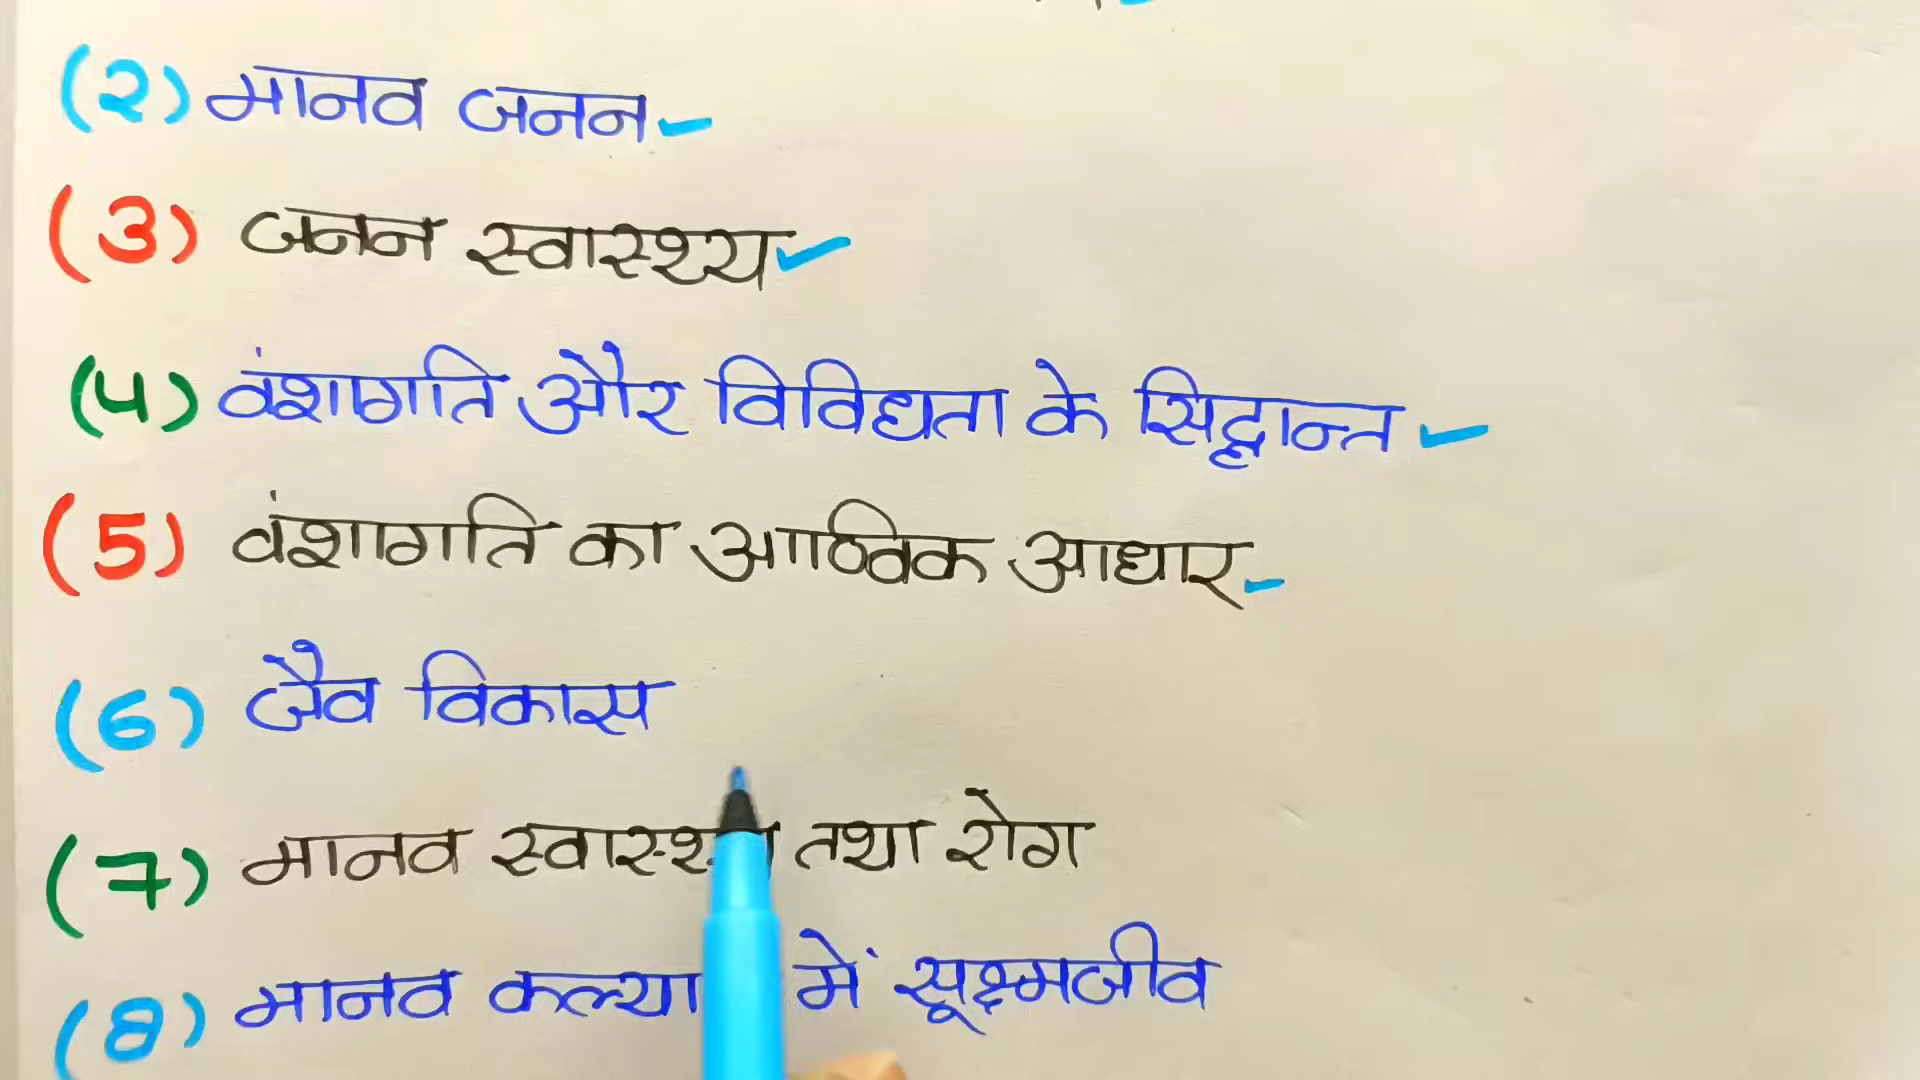 (2) मानव जनन
(3) जनन स्वास्थ्य
(4) वंशागति और विविधता के सिद्धान्त
(5) वंशागति का आण्विक आधार
(6) जैव विकास
(7) मानव तथा रोग
(8) मानव में सूक्ष्मजीव